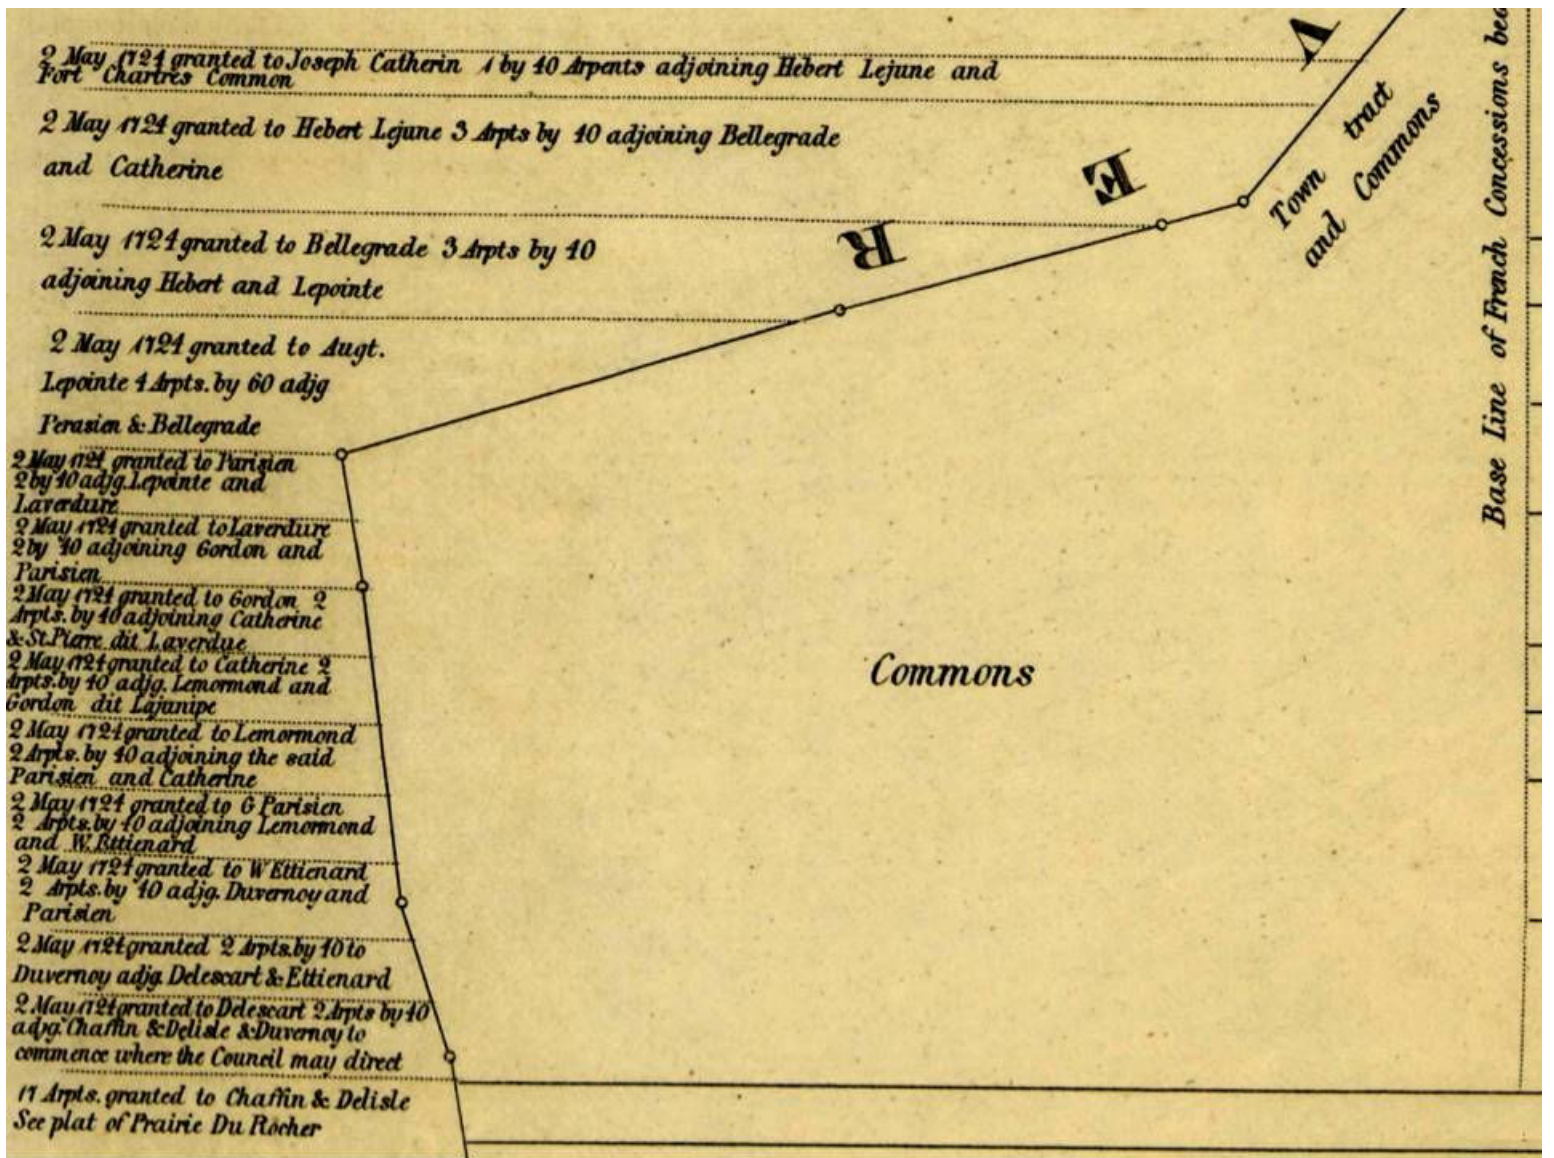 2 May 1724 granted to Joseph Catherin 1 by 40 Arpents adjoining Hebert Lejune and
Fort Chartres Common
2 May 1724 granted to Hebert Lejune 3 Arpts by 40 adjoining Bellegrade
and Catherine
2 May 1724 granted to Bellegrade 3 Arpts by 40
adjoining Hebert and Lepointe
2 May 1724 granted to Augt.
Lepointe 4 Arpts. by 60 adjg
Perasien & Bellegrade
2 May 1724 granted to Parisien
2 by 40 adjg. Lepointe and
Laverdure
2 May 1724 granted to Laverdure
2 by 40 adjoining Gordon and
Parisien
2 May 1724 granted to Gordon 2
Arpts. by 40 adjoining Catherine
& St. Pierre dit Laverdue
2 May 1724 granted to Catherine 2
Arpts. by 40 adjg. Lemormond and
Gordon dit Lajunipe
2 May 1724 granted to Lemormond
2 Arpts. by 40 adjoining the said
Parisien and Catherine
2 May 1724 granted to G Parisien
2 Arpts. by 40 adjoining Lemormond
and W. Ettienard
2 May 1724 granted to W Ettienard
2 Arpts. by 40 adjg. Duvernoy and
Parisien
2 May 1724 granted 2 Arpts. by 40 to
Duvernoy adjg. Delescart & Ettienard
2 May 1724 granted to Delescart 2 Arpts by 40
adjg. Chaffin & Delisle & Duvernoy to
commence where the Council may direct
17 Arpts. granted to Chaffin & Delisle
See plat of Prairie Du Rocher
R E V
Town tract
and Commons
Commons
Base Line of French Concessions